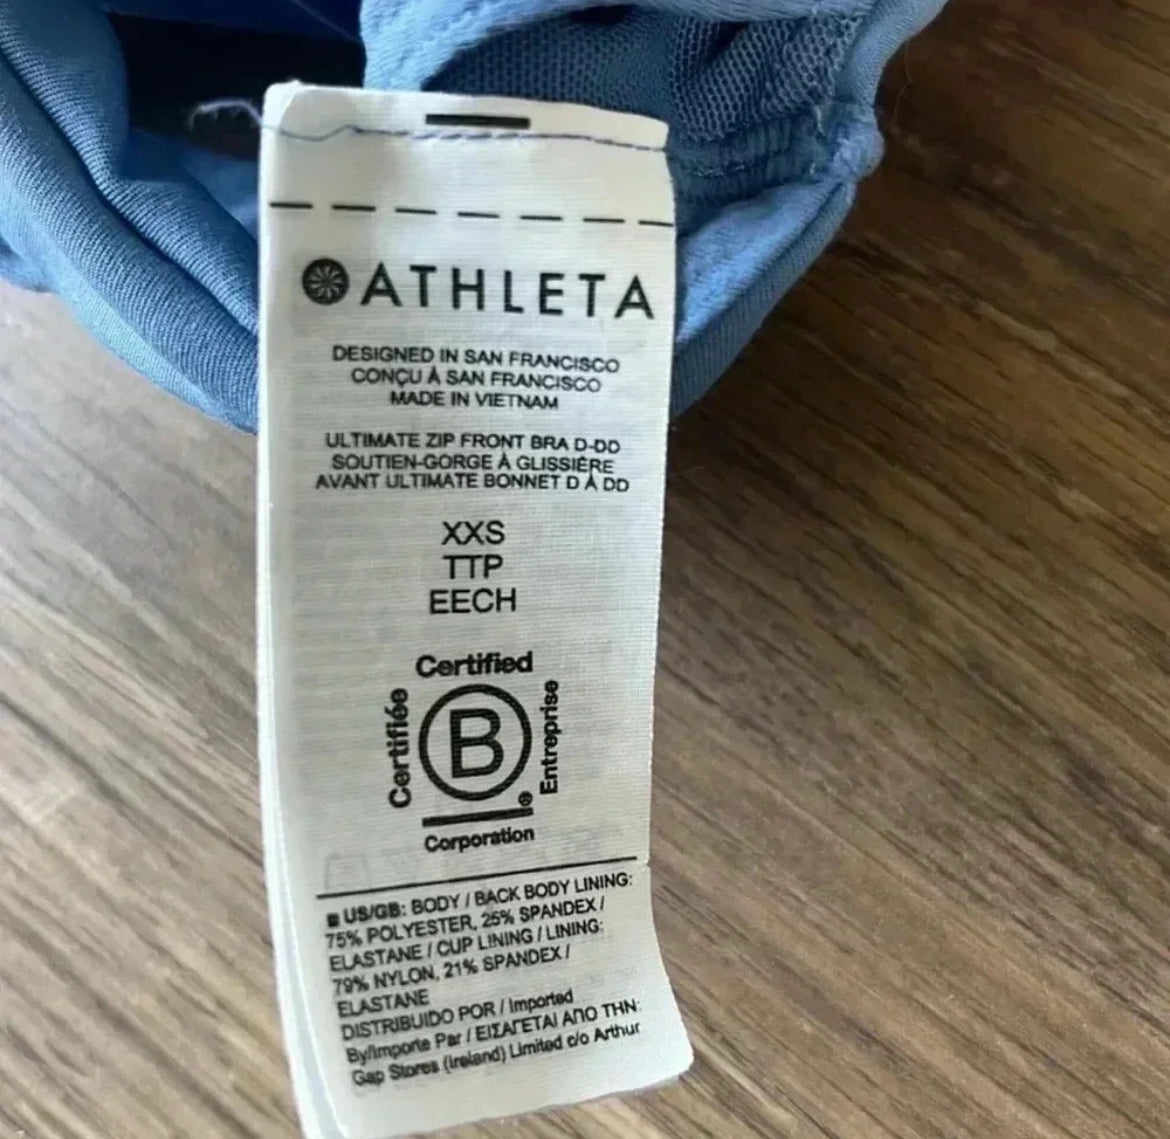 ATHLETA
DESIGNED IN SAN FRANCISCO
CONÇU À SAN FRANCISCO
MADE IN VIETNAM
ULTIMATE ZIP FRONT BRA D-DD
SOUTIEN-GORGE À GLISSIÈRE
AVANT ULTIMATE BONNET D À DD
XXS
TTP
EECH
Certified
Certifiée
B
Entreprise
®
Corporation
US/GB: BODY / BACK BODY LINING:
75% POLYESTER, 25% SPANDEX /
ELASTANE / CUP LINING / LINING:
79% NYLON, 21% SPANDEX /
ELASTANE
DISTRIBUIDO POR / Imported
By/Importe Par / ΕΙΣΑΓΕΤΑΙ ΑΠΟ ΤΗΝ:
Gap Stores (Ireland) Limited c/o Arthur